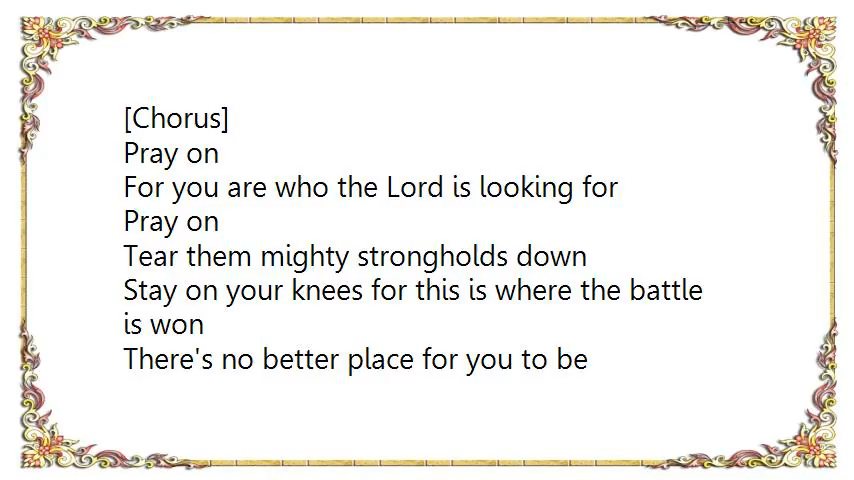 [Chorus]
Pray on
For you are who the Lord is looking for
Pray on
Tear them mighty strongholds down
Stay on your knees for this is where the battle
is won
There's no better place for you to be